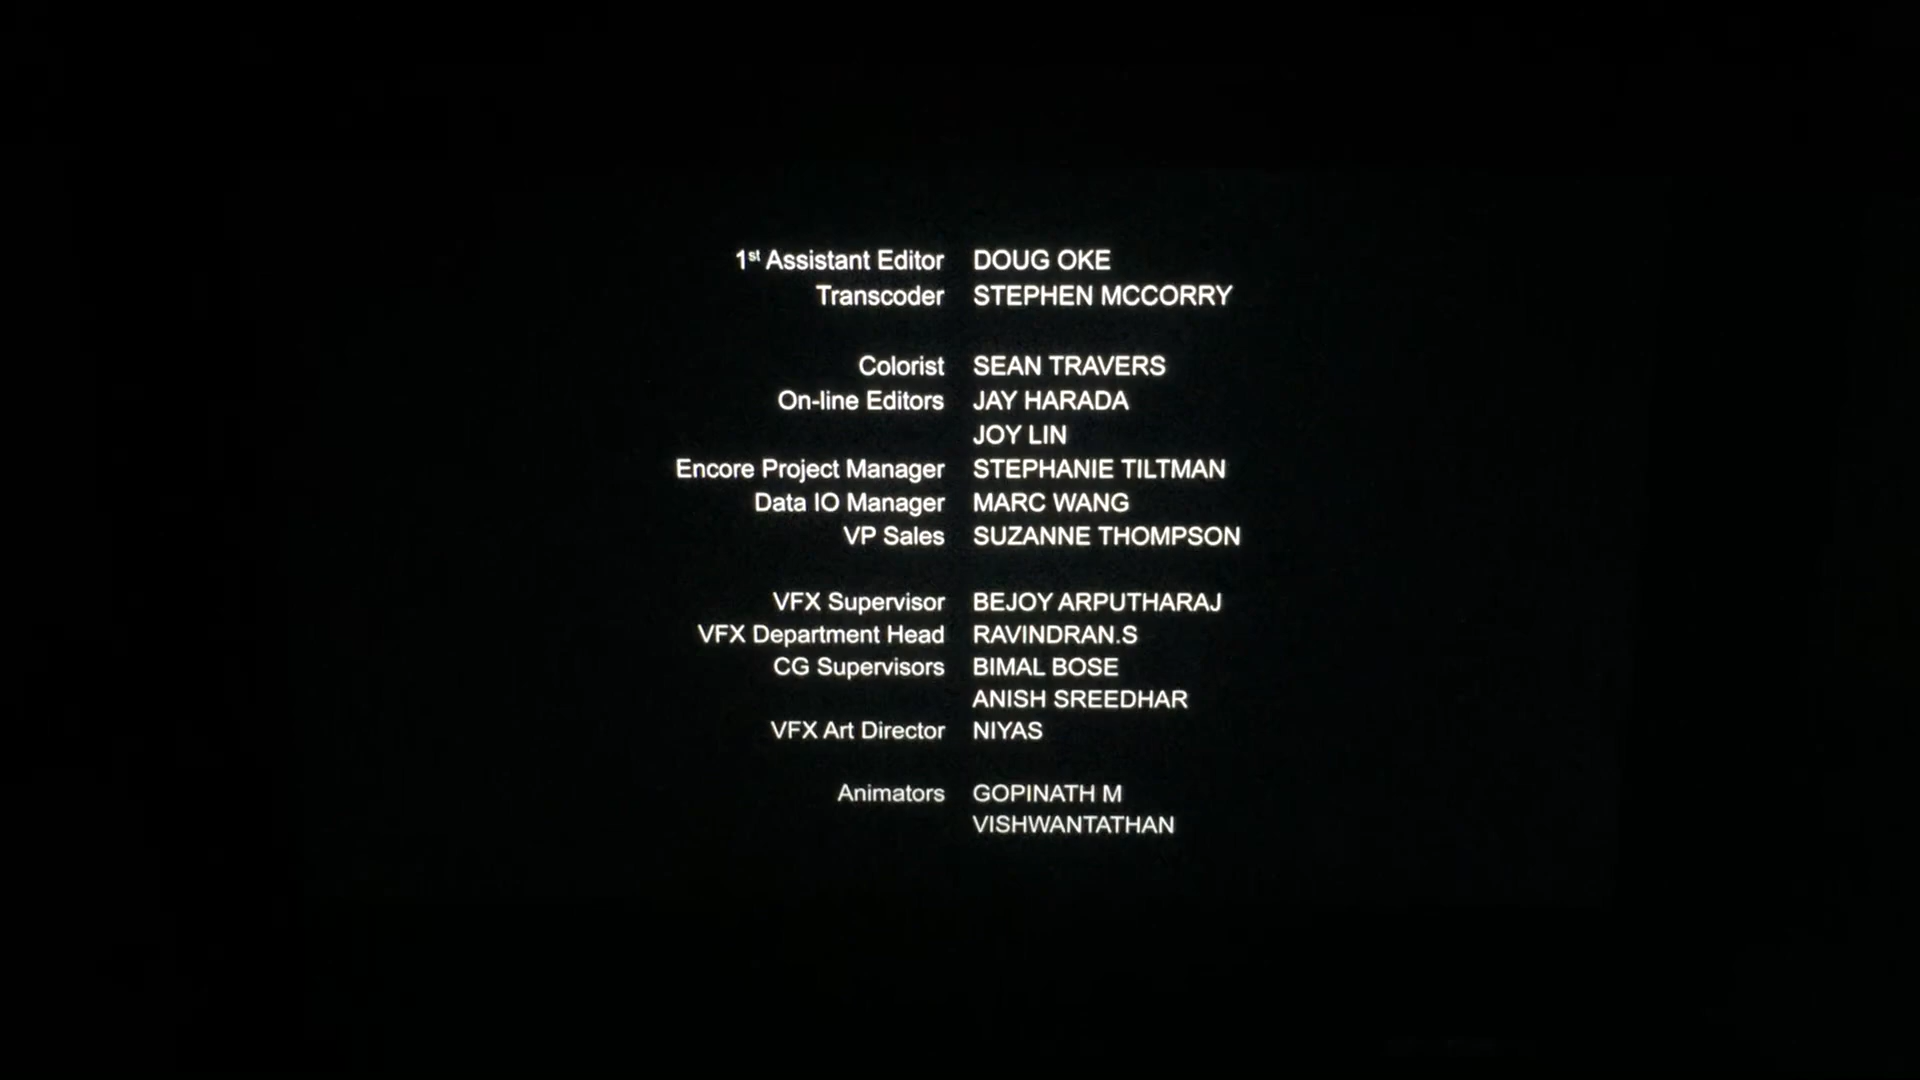 1st Assistant Editor DOUG OKE
Transcoder STEPHEN MCCORRY
Colorist SEAN TRAVERS
On-line Editors JAY HARADA
JOY LIN
Encore Project Manager STEPHANIE TILTMAN
Data IO Manager MARC WANG
VP Sales SUZANNE THOMPSON
VFX Supervisor BEJOY ARPUTHARAJ
VFX Department Head RAVINDRAN.S
CG Supervisors BIMAL BOSE
ANISH SREEDHAR
VFX Art Director NIYAS
Animators GOPINATH M
VISHWANTATHAN